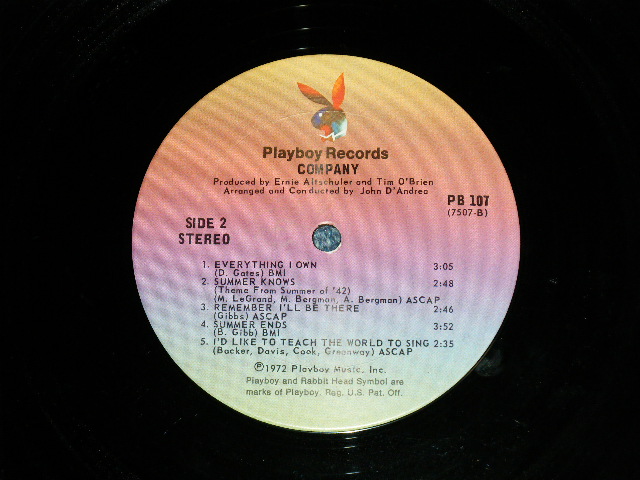 Playboy Records
COMPANY
Produced by Ernie Altschuler and Tim O'Brien
Arranged and Conducted by John D'Andrea
PB 107
(7507-B)
SIDE 2
STEREO
1. EVERYTHING I OWN 3:05
(D. Gates) BMI
2. SUMMER KNOWS 2:48
(Theme From Summer of '42)
(M. LeGrand, M. Bergman, A. Bergman) ASCAP
3. REMEMBER I'LL BE THERE 2:46
(Gibbs) ASCAP
4. SUMMER ENDS 3:52
(B. Gibb) BMI
5. I'D LIKE TO TEACH THE WORLD TO SING 2:35
(Backer, Davis, Cook, Greenway) ASCAP
℗1972 Playboy Music, Inc.
Playboy and Rabbit Head Symbol are
marks of Playboy. Reg. U.S. Pat. Off.